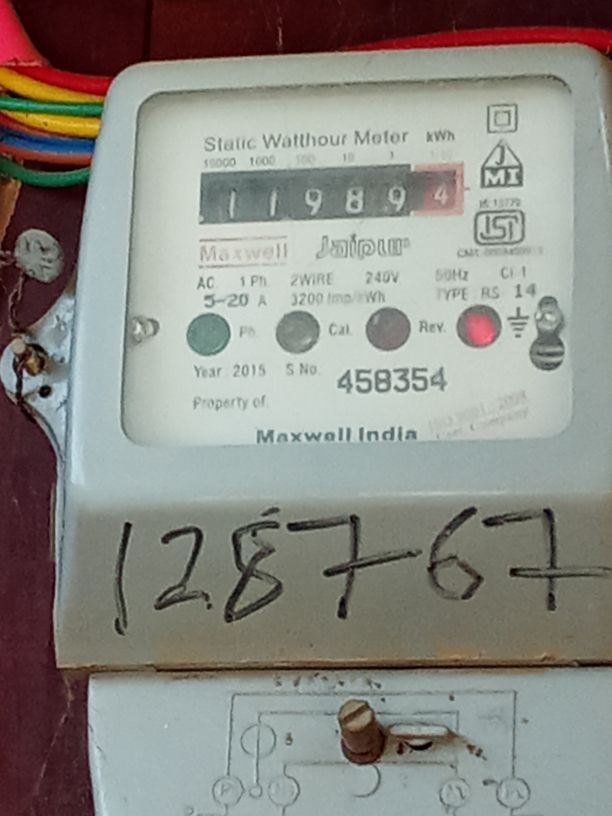 Static Watthour Meter kWh
10000 1000 100 10 1 1/10
1 1 9 8 9 4
Maxwell Jaipur
AC. 1 Ph. 2WIRE 240V 50Hz Cl-1
5-20 A 3200 Imp/kWh TYPE RS 14
Ph. Cal. Rev.
Year 2015 S No. 458354
Property of.
Maxwell India
128767